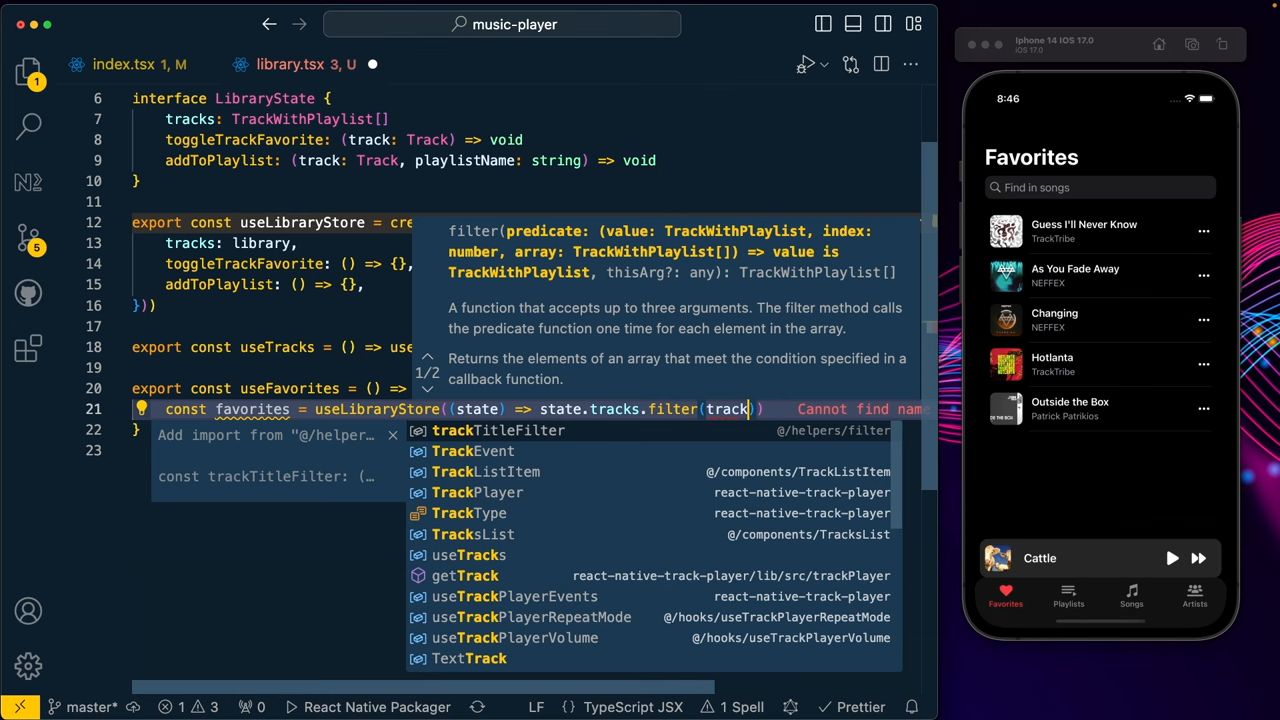 music-player
index.tsx 1, M
library.tsx 3, U
1
5
6 interface LibraryState {
7 tracks: TrackWithPlaylist[]
8 toggleTrackFavorite: (track: Track) => void
9 addToPlaylist: (track: Track, playlistName: string) => void
10 }
11
12 export const useLibraryStore = cre
13 tracks: library,
14 toggleTrackFavorite: () => {},
15 addToPlaylist: () => {},
16 }))
17
18 export const useTracks = () => use
19
20 export const useFavorites = () =>
21 const favorites = useLibraryStore((state) => state.tracks.filter(track)) Cannot find name
22 }
23
filter(predicate: (value: TrackWithPlaylist, index:
number, array: TrackWithPlaylist[]) => value is
TrackWithPlaylist, thisArg?: any): TrackWithPlaylist[]
A function that accepts up to three arguments. The filter method calls
the predicate function one time for each element in the array.
1/2
Returns the elements of an array that meet the condition specified in a
callback function.
Add import from "@/helper…
const trackTitleFilter: (…
trackTitleFilter @/helpers/filter
TrackEvent
TrackListItem @/components/TrackListItem
TrackPlayer react-native-track-player
TrackType react-native-track-player
TracksList @/components/TracksList
useTracks
getTrack react-native-track-player/lib/src/trackPlayer
useTrackPlayerEvents react-native-track-player
useTrackPlayerRepeatMode @/hooks/useTrackPlayerRepeatMode
useTrackPlayerVolume @/hooks/useTrackPlayerVolume
TextTrack
master* 1 3 0 React Native Packager LF {} TypeScript JSX 1 Spell Prettier
Iphone 14 IOS 17.0
iOS 17.0
8:46
Favorites
Find in songs
Guess I'll Never Know
TrackTribe
As You Fade Away
NEFFEX
Changing
NEFFEX
Hotlanta
TrackTribe
Outside the Box
Patrick Patrikios
Cattle
Favorites Playlists Songs Artists